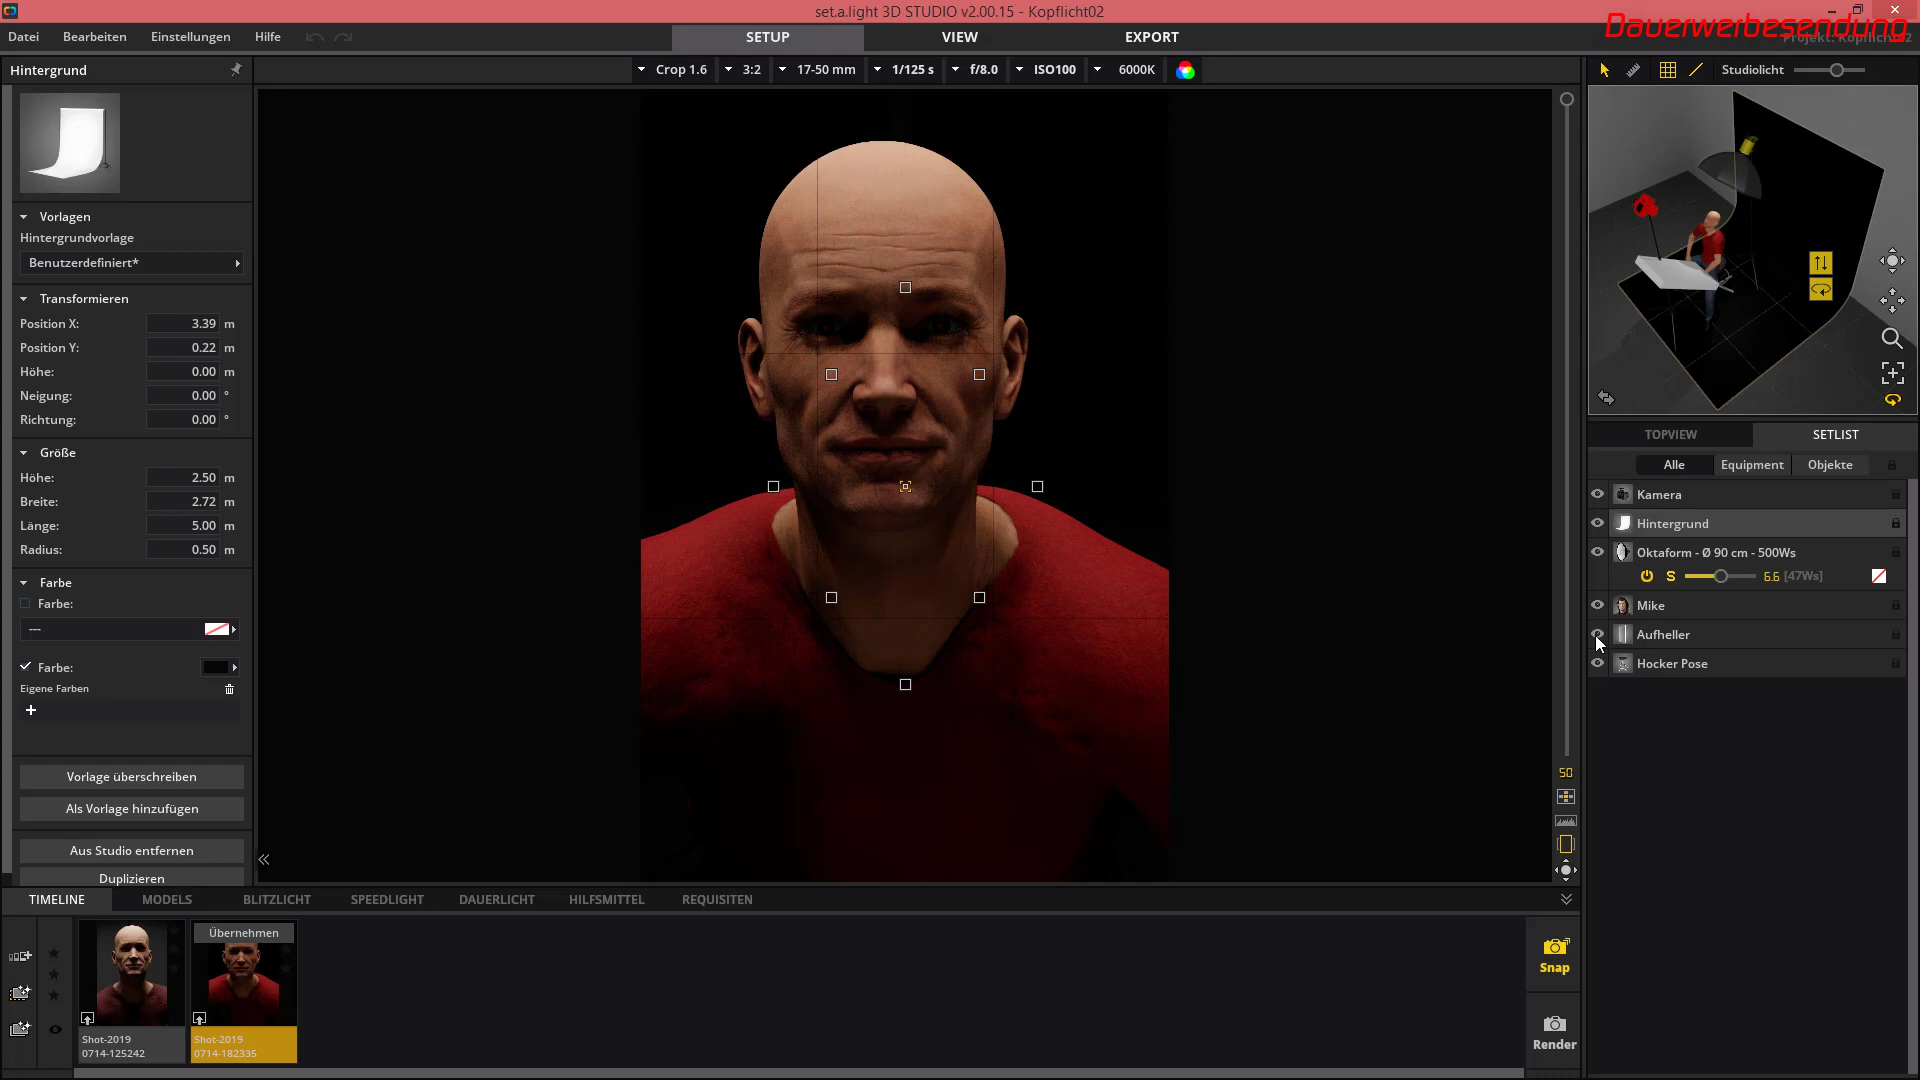 set.a.light 3D STUDIO v2.00.15 - Kopflicht02
Dauerwerbesendung
Datei Bearbeiten Einstellungen Hilfe
SETUP VIEW EXPORT
Projekt: Kopflicht02
Hintergrund
Crop 1.6 3:2 17-50 mm 1/125 s f/8.0 ISO100 6000K
Studiolicht
Vorlagen
Hintergrundvorlage
Benutzerdefiniert*
Transformieren
Position X: 3.39 m
Position Y: 0.22 m
Höhe: 0.00 m
Neigung: 0.00 °
Richtung: 0.00 °
Größe
Höhe: 2.50 m
Breite: 2.72 m
Länge: 5.00 m
Radius: 0.50 m
Farbe
Farbe:
---
Farbe:
Eigene Farben
Vorlage überschreiben
Als Vorlage hinzufügen
Aus Studio entfernen
Duplizieren
50
TOPVIEW SETLIST
Alle Equipment Objekte
Kamera
Hintergrund
Oktaform - Ø 90 cm - 500Ws
S 6.6 [47Ws]
Mike
Aufheller
Hocker Pose
TIMELINE MODELS BLITZLICHT SPEEDLIGHT DAUERLICHT HILFSMITTEL REQUISITEN
Übernehmen
Shot-2019
0714-125242
Shot-2019
0714-182335
Snap
Render